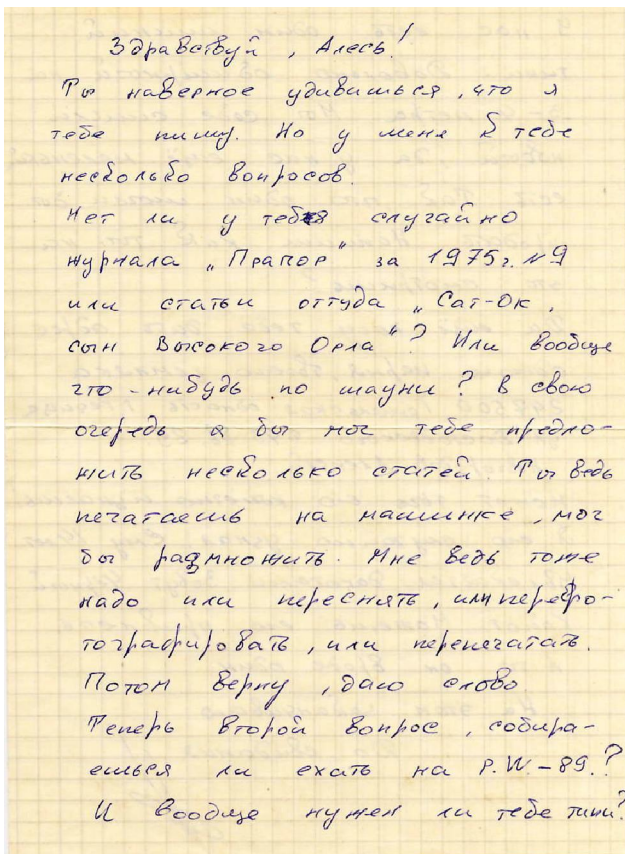 Здравствуй, Алесь!
Ты наверное удивишься, что я
тебе пишу. Но у меня к тебе
несколько вопросов.
Нет ли у тебя случайно
журнала „Прапор" за 1975г. №9
или статьи оттуда „Сат-Ок,
сын Высокого Орла"? Или вообще
что-нибудь по шауни? В свою
очередь я бы мог тебе предло-
жить несколько статей. Ты ведь
печатаешь на машинке, мог
бы размножить. Мне ведь тоже
надо или переснять, или перефо-
тографировать, или перепечатать.
Потом верну, даю слово
Теперь второй вопрос, собира-
ешься ли ехать на P.W.-89.?
И вообще нужен ли тебе типи?